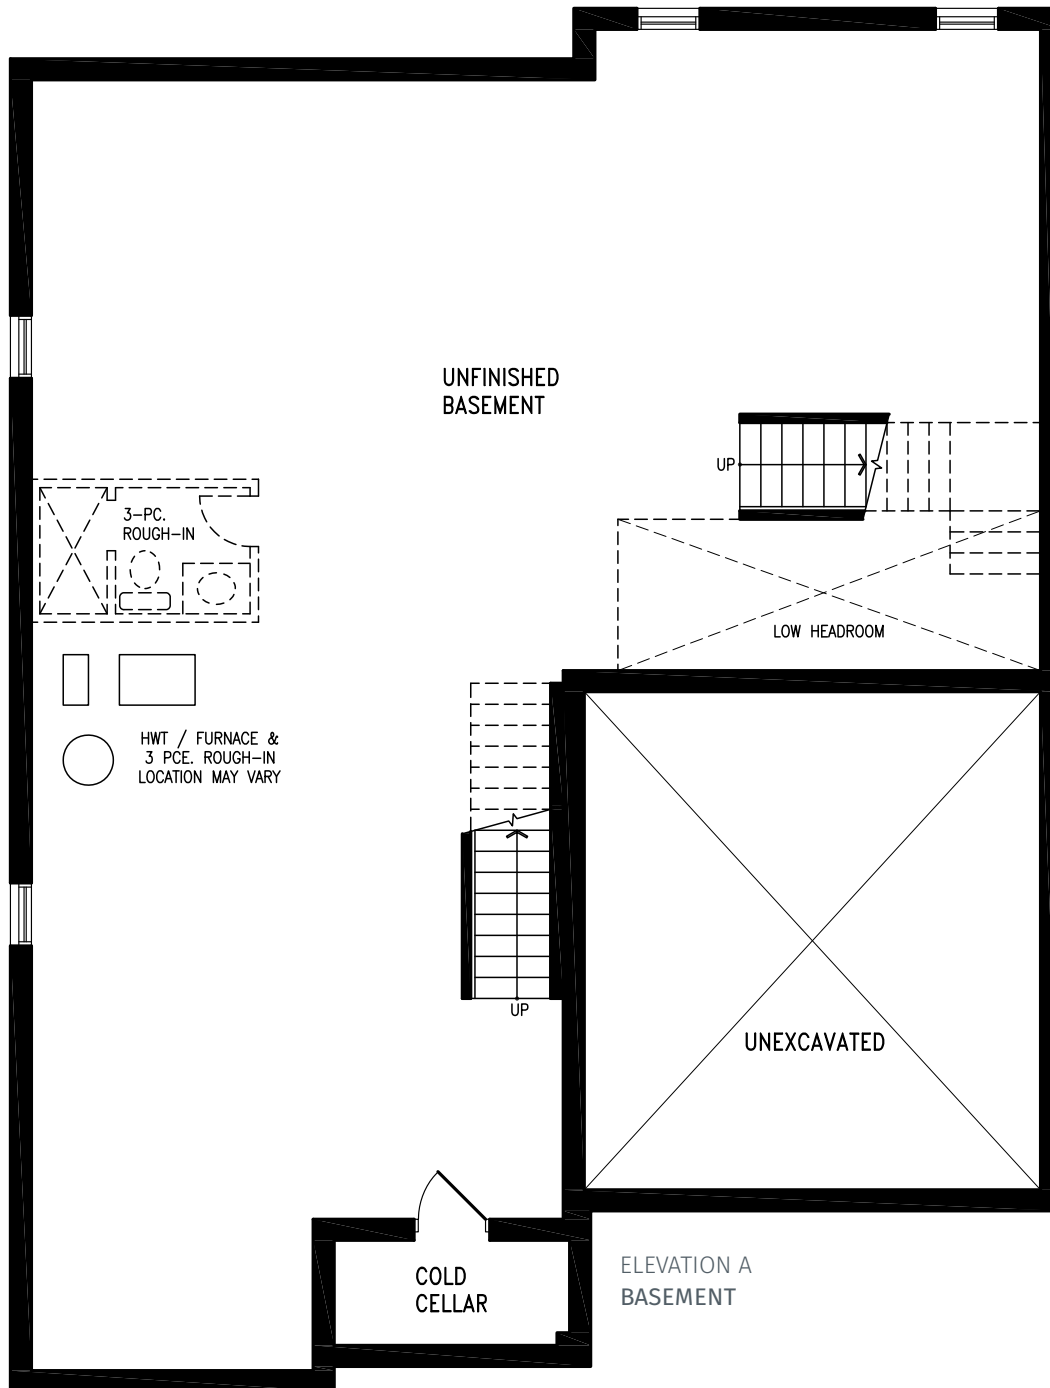 UNFINISHED
BASEMENT
UP
3-PC.
ROUGH-IN
LOW HEADROOM
HWT / FURNACE &
3 PCE. ROUGH-IN
LOCATION MAY VARY
UP
UNEXCAVATED
COLD
CELLAR
ELEVATION A
BASEMENT